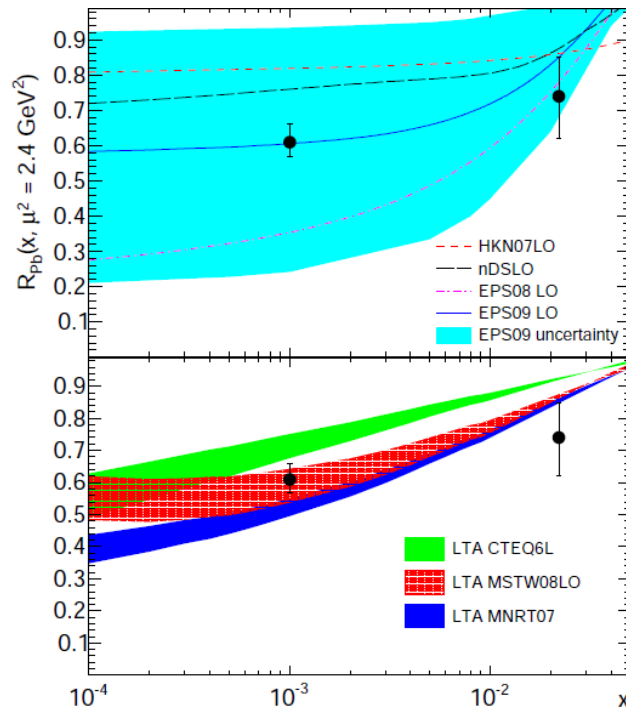 R_Pb(x, μ² = 2.4 GeV²)
0.9
0.8
0.7
0.6
0.5
0.4
0.3
0.2
0.1
HKN07LO
nDSLO
EPS08 LO
EPS09 LO
EPS09 uncertainty
0.9
0.8
0.7
0.6
0.5
0.4
0.3
0.2
0.1
LTA CTEQ6L
LTA MSTW08LO
LTA MNRT07
10⁻⁴ 10⁻³ 10⁻² x